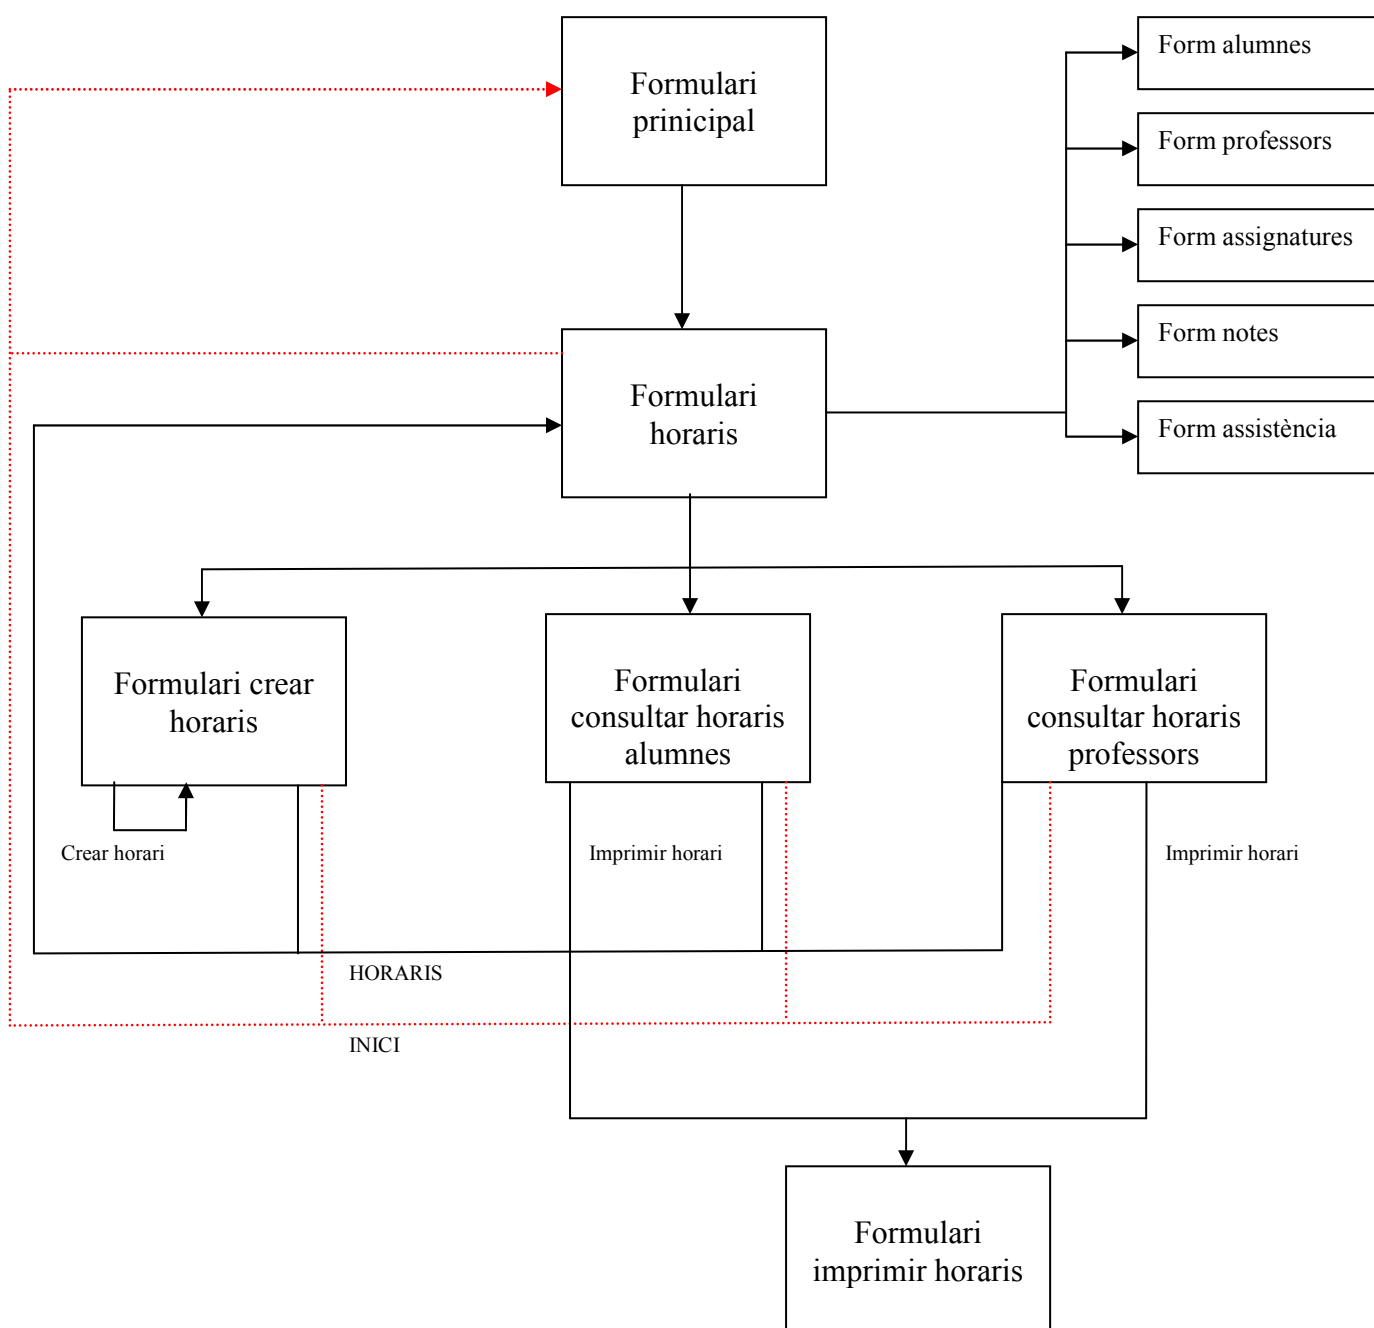 Formulari
prinicipal
Form alumnes
Form professors
Form assignatures
Form notes
Form assistència
Formulari
horaris
Formulari crear
horaris
Formulari
consultar horaris
alumnes
Formulari
consultar horaris
professors
Crear horari
Imprimir horari
Imprimir horari
HORARIS
INICI
Formulari
imprimir horaris